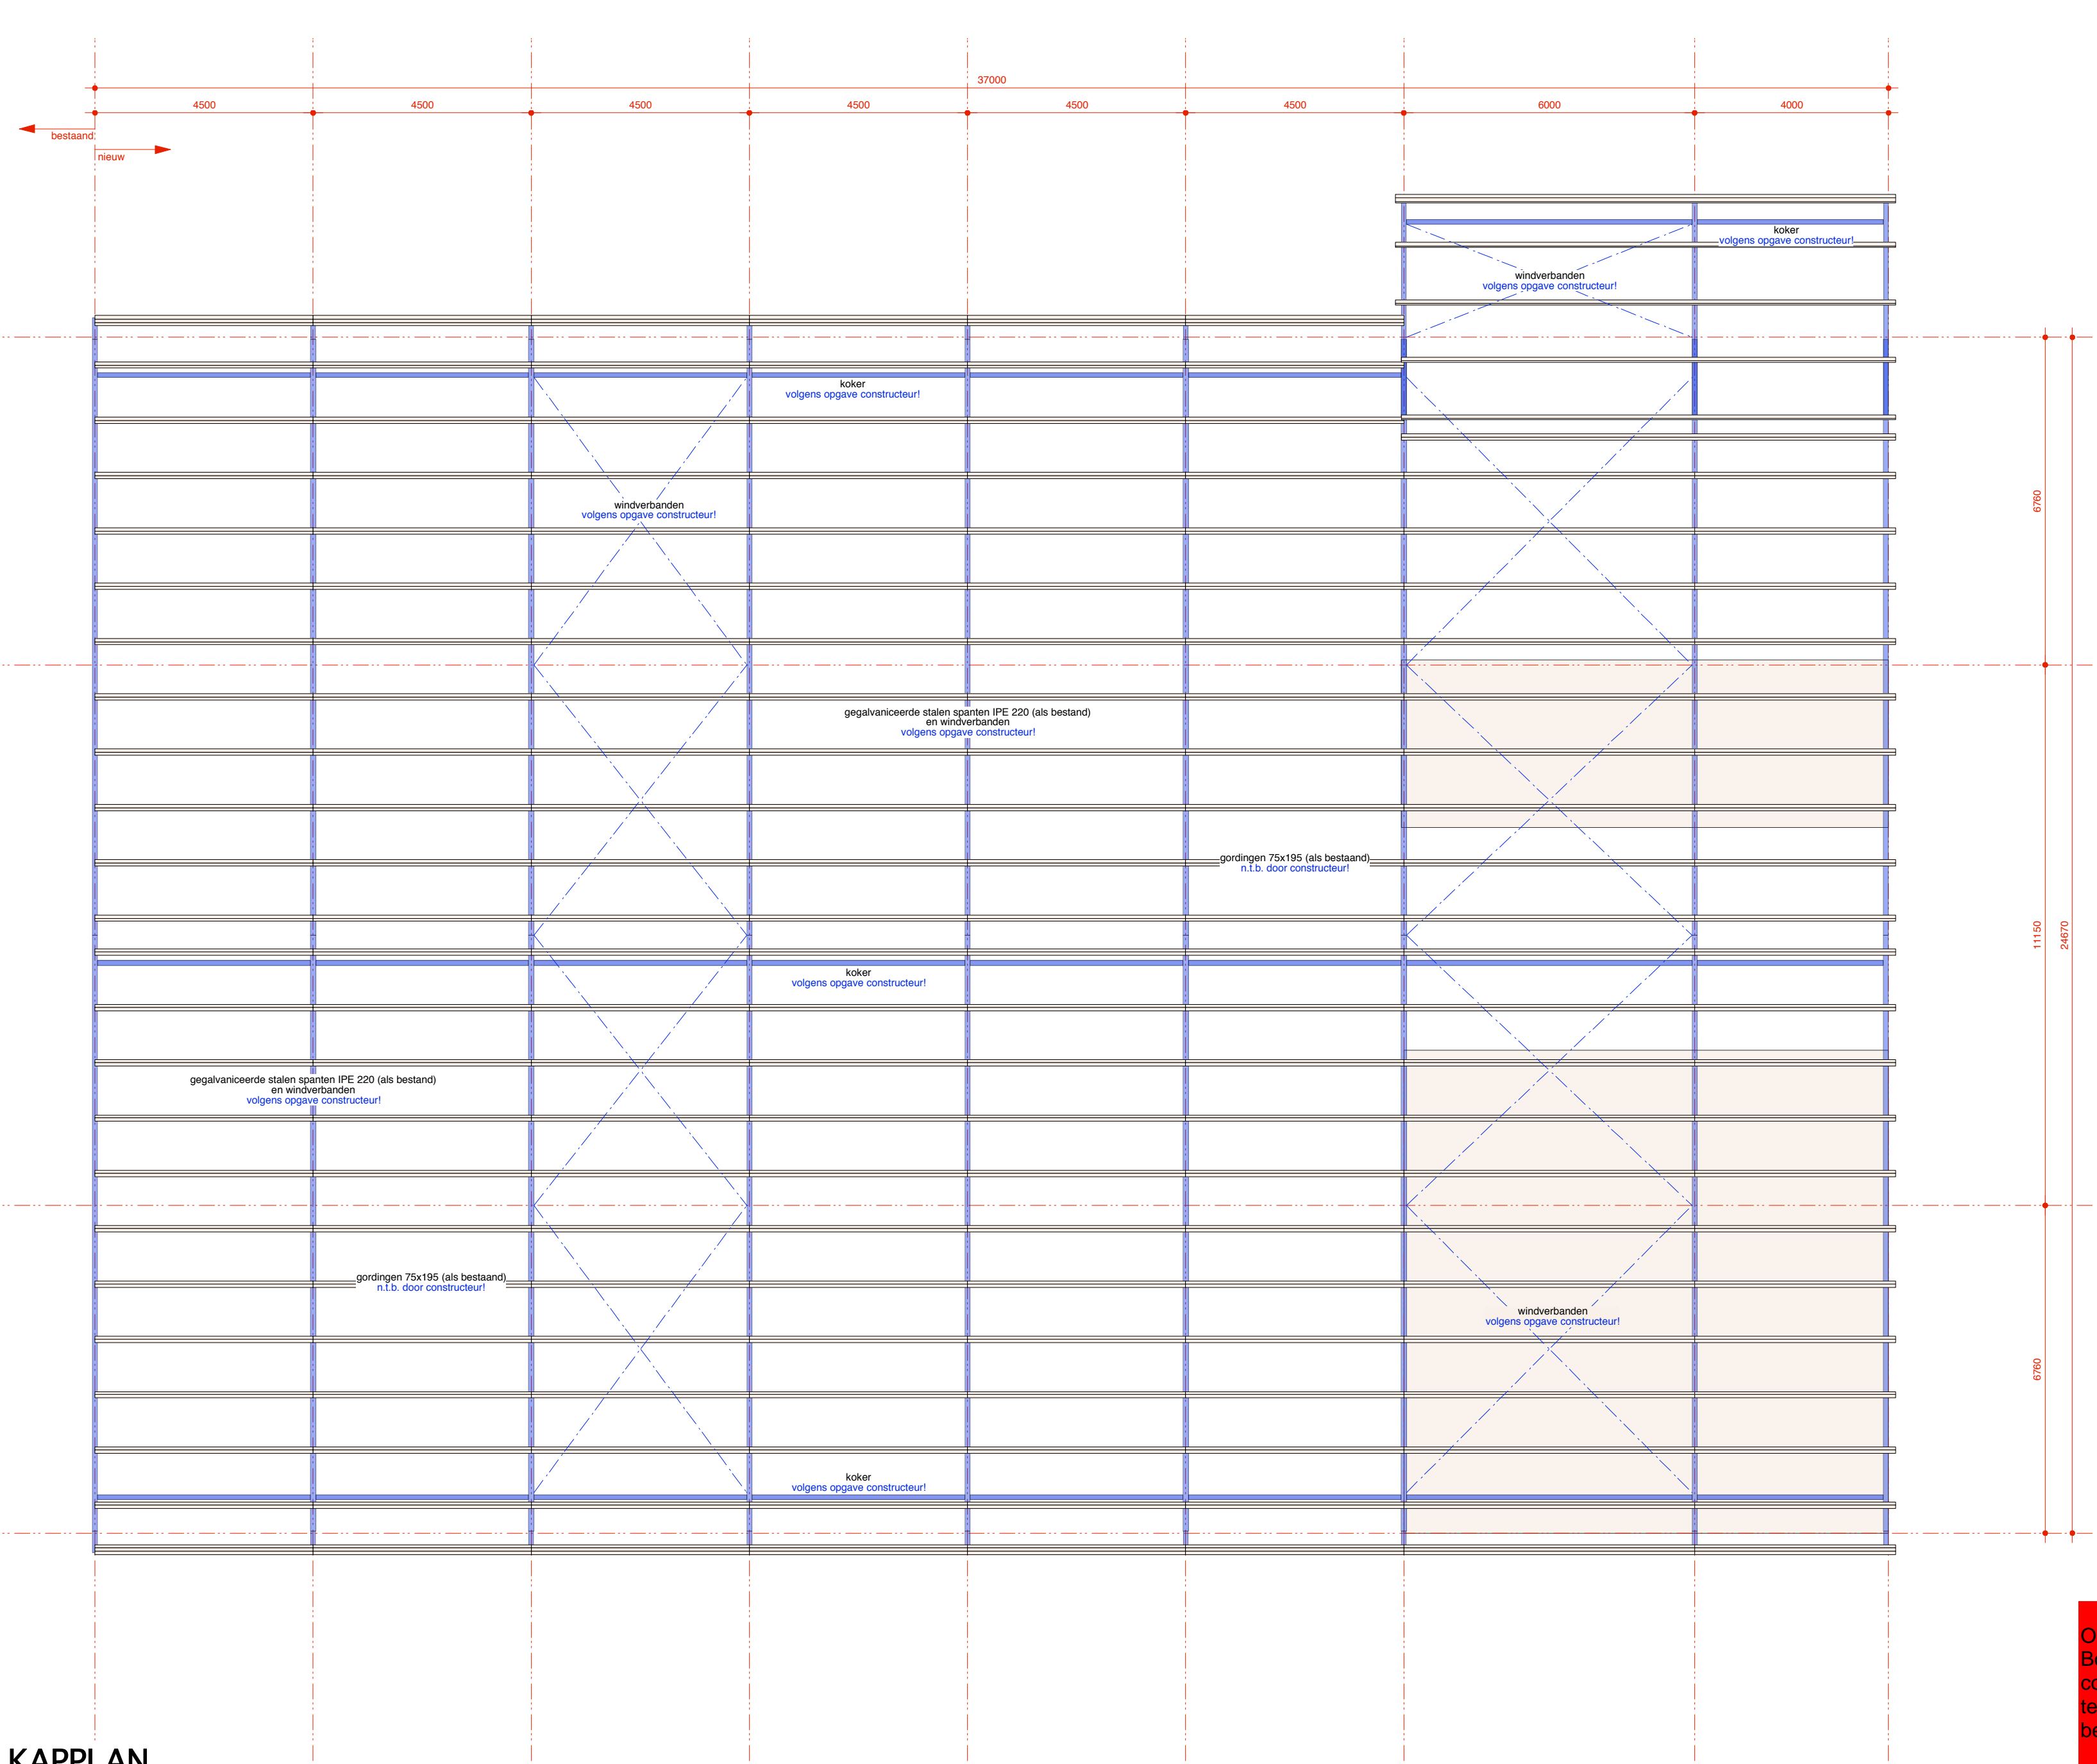 37000
4500 4500 4500 4500 4500 4500 6000 4000
bestaand
nieuw
koker
volgens opgave constructeur!
windverbanden
volgens opgave constructeur!
koker
volgens opgave constructeur!
windverbanden
volgens opgave constructeur!
6760
gegalvaniceerde stalen spanten IPE 220 (als bestand)
en windverbanden
volgens opgave constructeur!
gordingen 75x195 (als bestaand)
n.t.b. door constructeur!
11150
24670
koker
volgens opgave constructeur!
gegalvaniceerde stalen spanten IPE 220 (als bestand)
en windverbanden
volgens opgave constructeur!
gordingen 75x195 (als bestaand)
n.t.b. door constructeur!
windverbanden
volgens opgave constructeur!
6760
koker
volgens opgave constructeur!
KAPPLAN